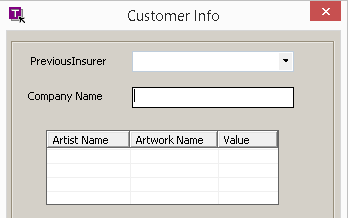 Customer Info
PreviousInsurer
Company Name
Artist Name Artwork Name Value